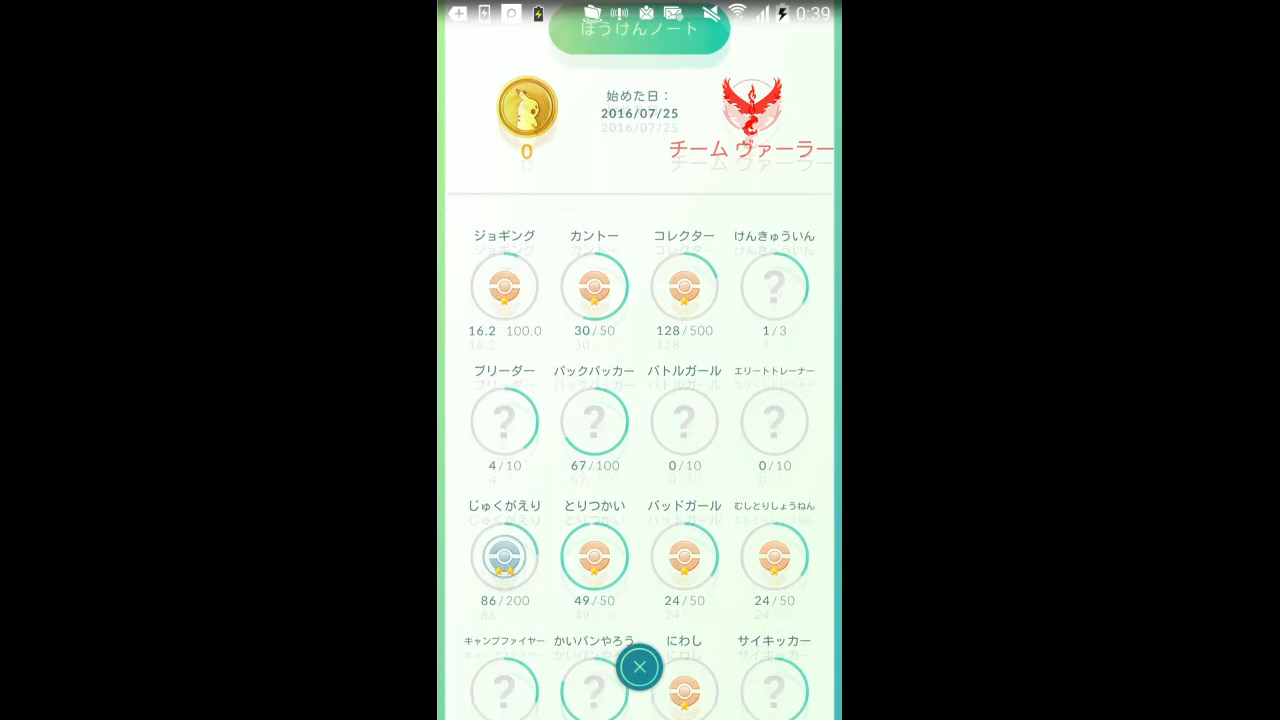 0:39
ぼうけんノート
始めた日：
2016/07/25
0
チーム ヴァーラー
ジョギング カントー コレクター けんきゅういん
16.2 100.0 30/50 128/500 1/3
ブリーダー バックパッカー バトルガール エリートトレーナー
4/10 67/100 0/10 0/10
じゅくがえり とりつかい バッドガール むしとりしょうねん
86/200 49/50 24/50 24/50
キャンプファイヤー かいパンやろう にわし サイキッカー